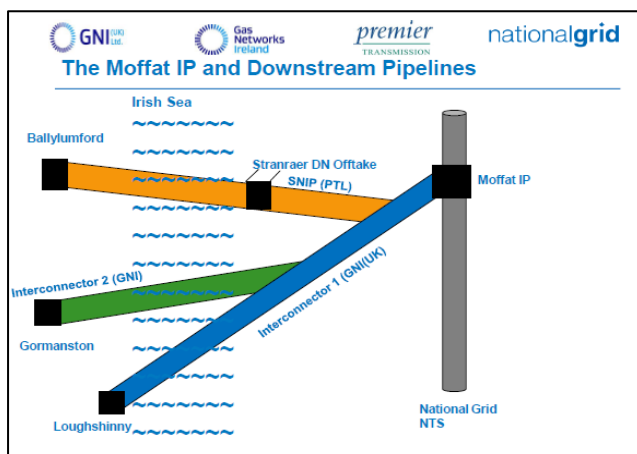 GNI(UK)
Ltd.
Gas
Networks
Ireland
premier
TRANSMISSION
nationalgrid
The Moffat IP and Downstream Pipelines
Irish Sea
Ballylumford
Stranraer DN Offtake
SNIP (PTL)
Moffat IP
Interconnector 2 (GNI)
Interconnector 1 (GNI(UK)
Gormanston
Loughshinny
National Grid
NTS